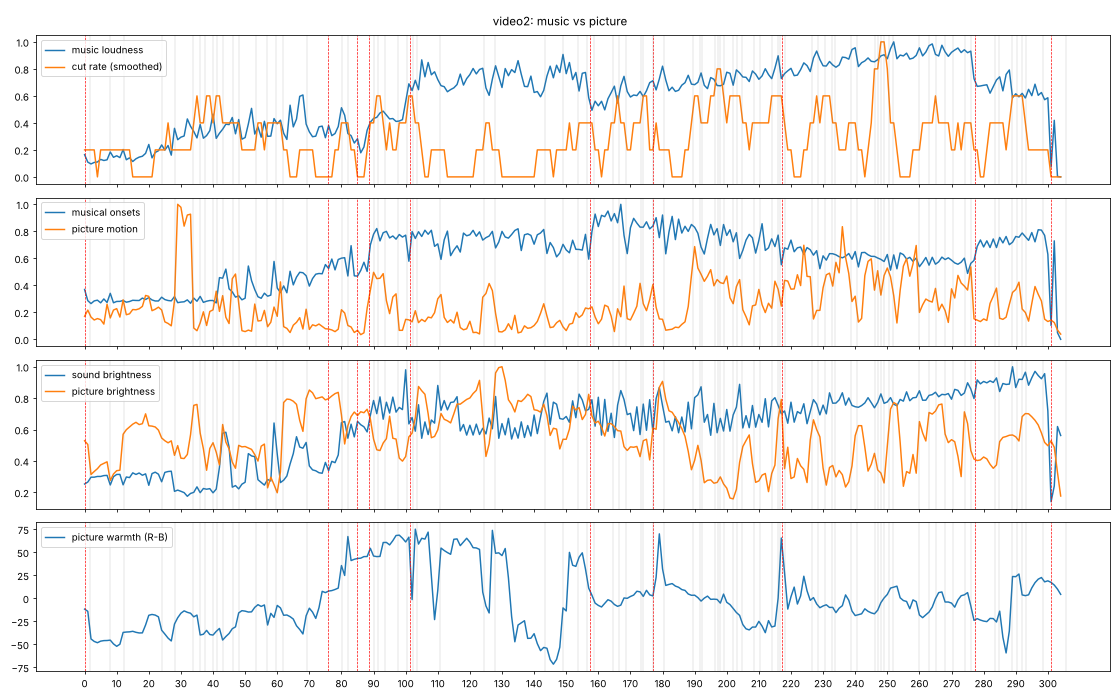 video2: music vs picture
1.0
0.8
0.6
0.4
0.2
0.0
music loudness
cut rate (smoothed)
1.0
0.8
0.6
0.4
0.2
0.0
musical onsets
picture motion
1.0
0.8
0.6
0.4
0.2
sound brightness
picture brightness
75
50
25
0
−25
−50
−75
picture warmth (R-B)
0 10 20 30 40 50 60 70 80 90 100 110 120 130 140 150 160 170 180 190 200 210 220 230 240 250 260 270 280 290 300